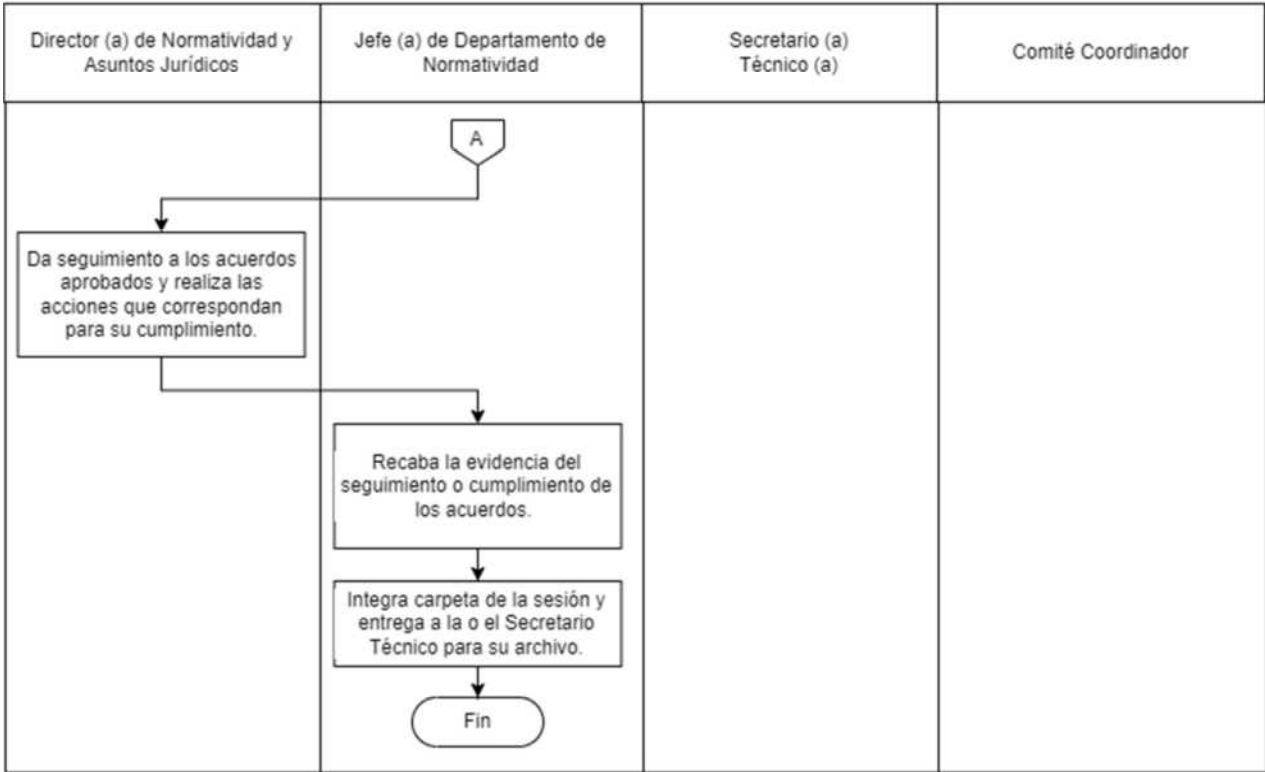 Director (a) de Normatividad y
Asuntos Jurídicos
Jefe (a) de Departamento de
Normatividad
Secretario (a)
Técnico (a)
Comité Coordinador
A
Da seguimiento a los acuerdos
aprobados y realiza las
acciones que correspondan
para su cumplimiento.
Recaba la evidencia del
seguimiento o cumplimiento de
los acuerdos.
Integra carpeta de la sesión y
entrega a la o el Secretario
Técnico para su archivo.
Fin